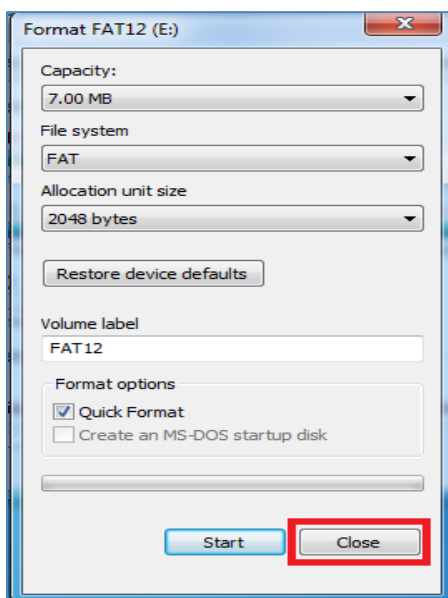 Format FAT12 (E:)
Capacity:
7.00 MB
File system
FAT
Allocation unit size
2048 bytes
Restore device defaults
Volume label
FAT12
Format options
Quick Format
Create an MS-DOS startup disk
Start
Close